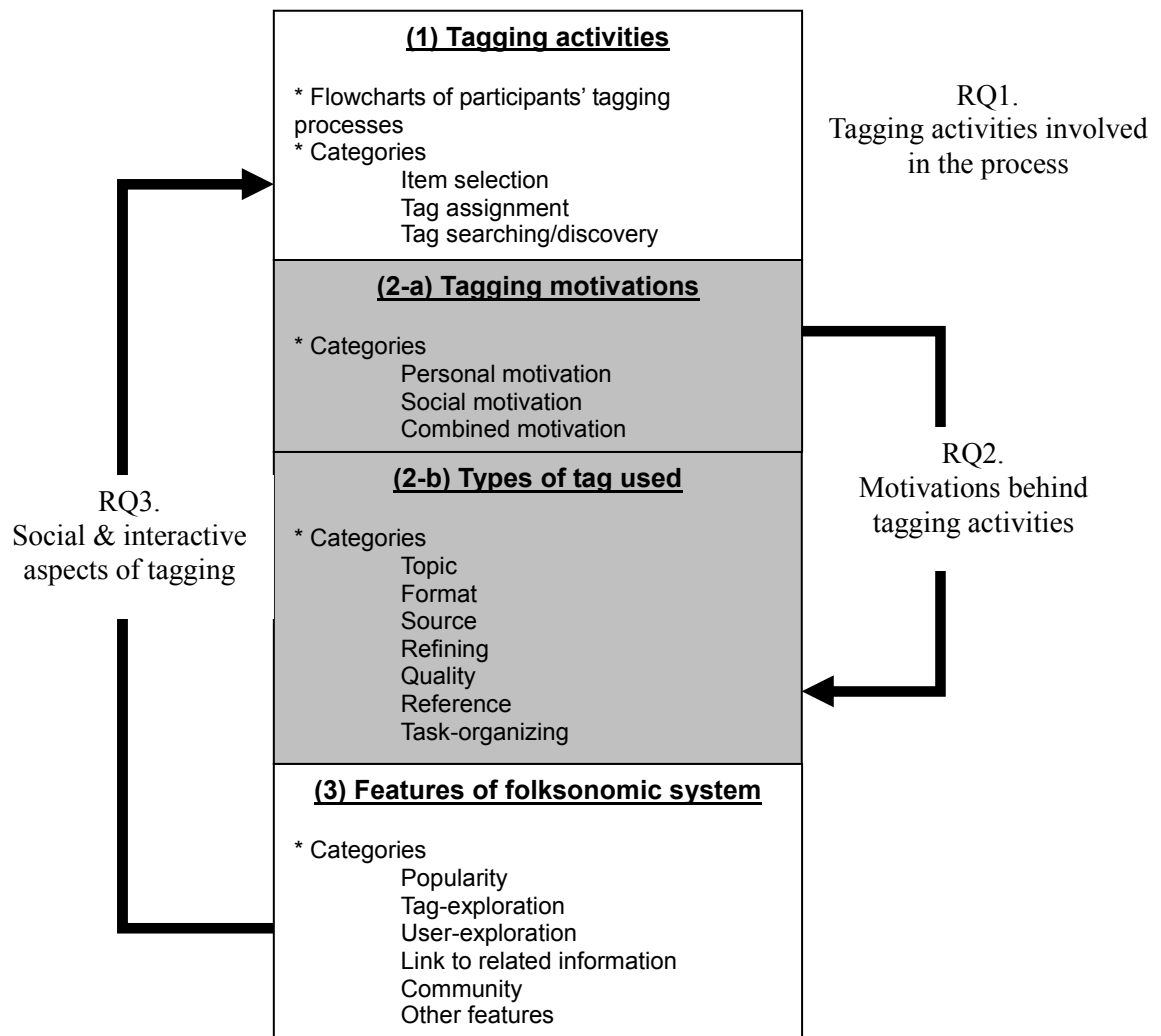 (1) Tagging activities
* Flowcharts of participants’ tagging
processes
* Categories
Item selection
Tag assignment
Tag searching/discovery
RQ1.
Tagging activities involved
in the process
(2-a) Tagging motivations
* Categories
Personal motivation
Social motivation
Combined motivation
RQ2.
Motivations behind
tagging activities
(2-b) Types of tag used
* Categories
Topic
Format
Source
Refining
Quality
Reference
Task-organizing
RQ3.
Social & interactive
aspects of tagging
(3) Features of folksonomic system
* Categories
Popularity
Tag-exploration
User-exploration
Link to related information
Community
Other features